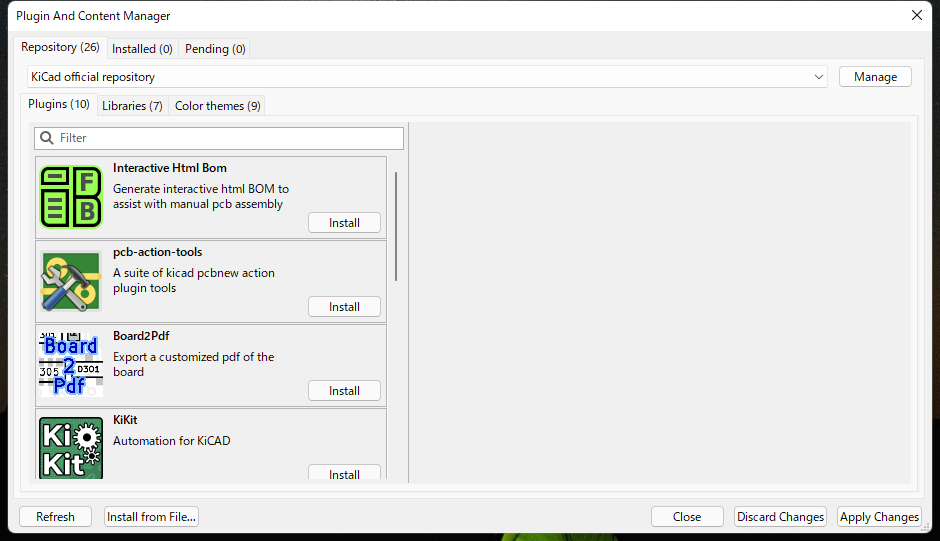 Plugin And Content Manager
Repository (26) Installed (0) Pending (0)
KiCad official repository
Manage
Plugins (10) Libraries (7) Color themes (9)
Filter
F
B
Interactive Html Bom
Generate interactive html BOM to
assist with manual pcb assembly
Install
pcb-action-tools
A suite of kicad pcbnew action
plugin tools
Install
Board
2
Pdf
305
D301
Board2Pdf
Export a customized pdf of the
board
Install
Ki
Kit
KiKit
Automation for KiCAD
Install
Refresh Install from File... Close Discard Changes Apply Changes